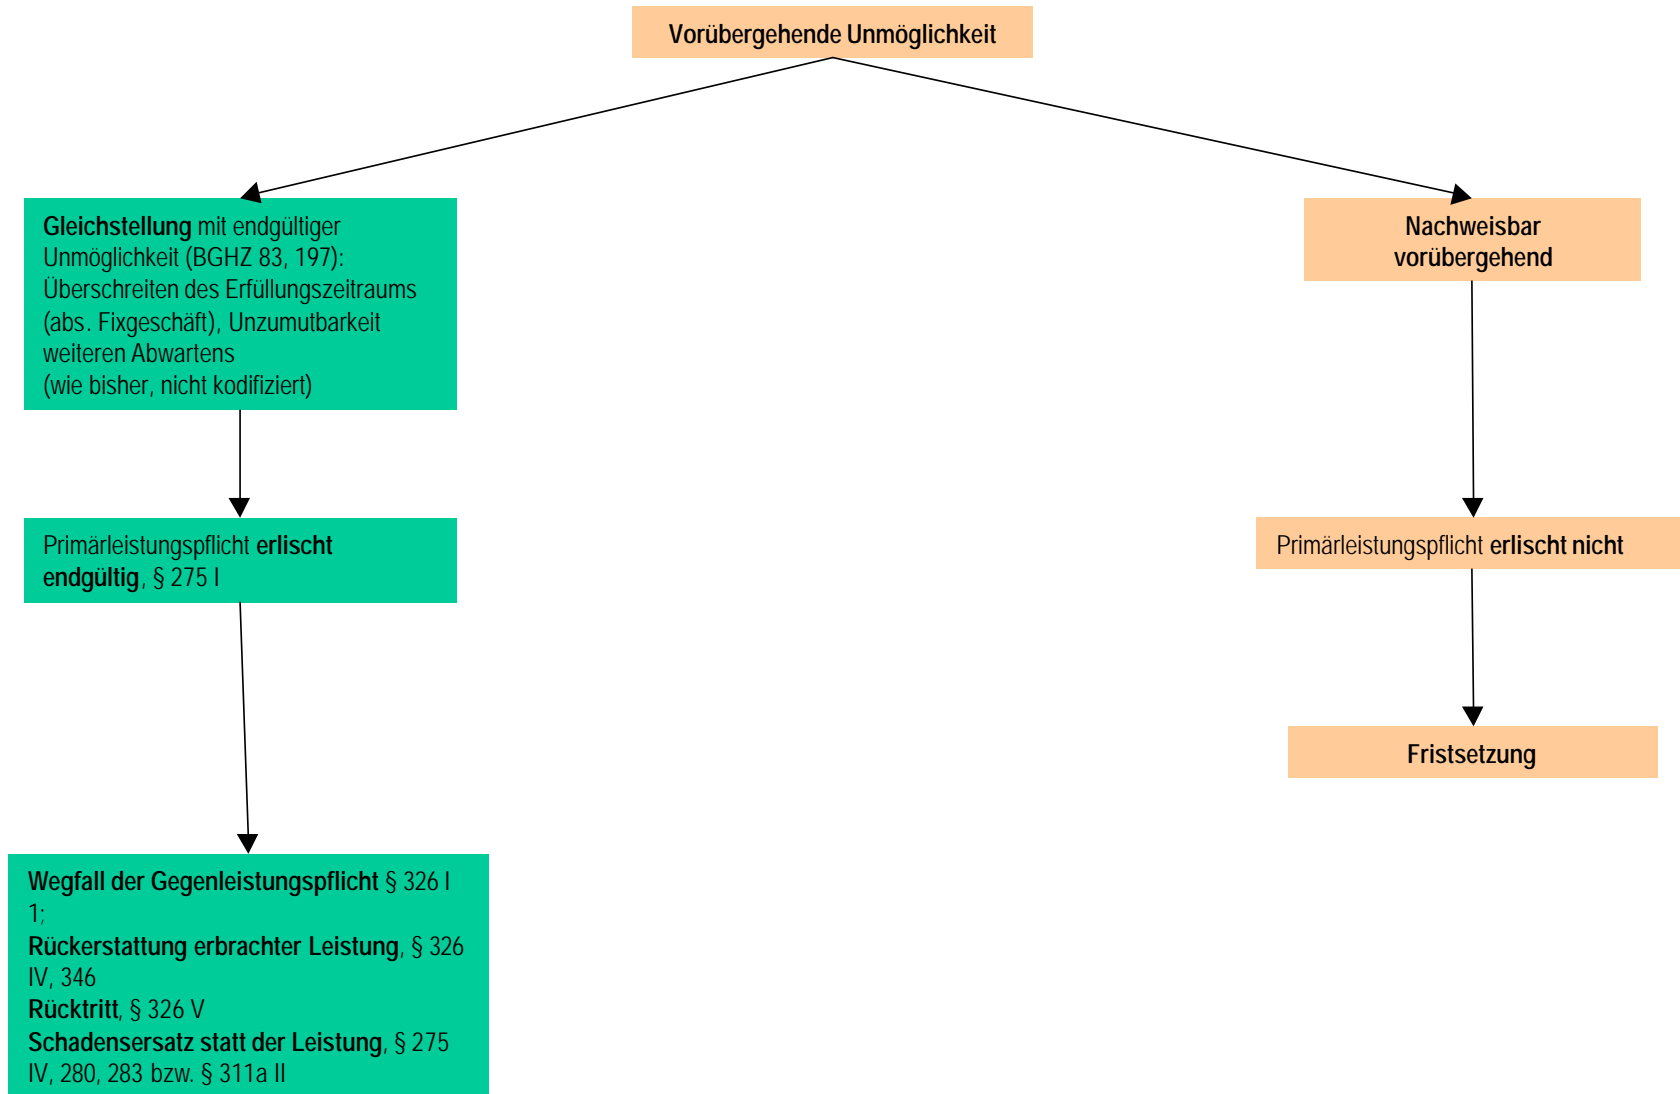 Vorübergehende Unmöglichkeit
Gleichstellung mit endgültiger
Unmöglichkeit (BGHZ 83, 197):
Überschreiten des Erfüllungszeitraums
(abs. Fixgeschäft), Unzumutbarkeit
weiteren Abwartens
(wie bisher, nicht kodifiziert)
Nachweisbar
vorübergehend
Primärleistungspflicht erlischt
endgültig, § 275 I
Primärleistungspflicht erlischt nicht
Fristsetzung
Wegfall der Gegenleistungspflicht § 326 I
1;
Rückerstattung erbrachter Leistung, § 326
IV, 346
Rücktritt, § 326 V
Schadensersatz statt der Leistung, § 275
IV, 280, 283 bzw. § 311a II